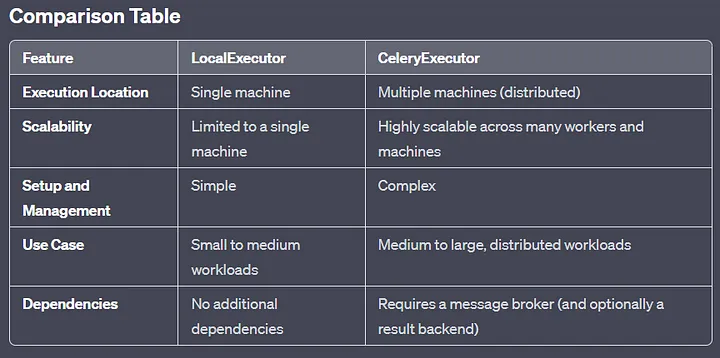 Comparison Table
Feature LocalExecutor CeleryExecutor
Execution Location Single machine Multiple machines (distributed)
Scalability Limited to a single Highly scalable across many workers and
machine machines
Setup and Simple Complex
Management
Use Case Small to medium Medium to large, distributed workloads
workloads
Dependencies No additional Requires a message broker (and optionally a
dependencies result backend)